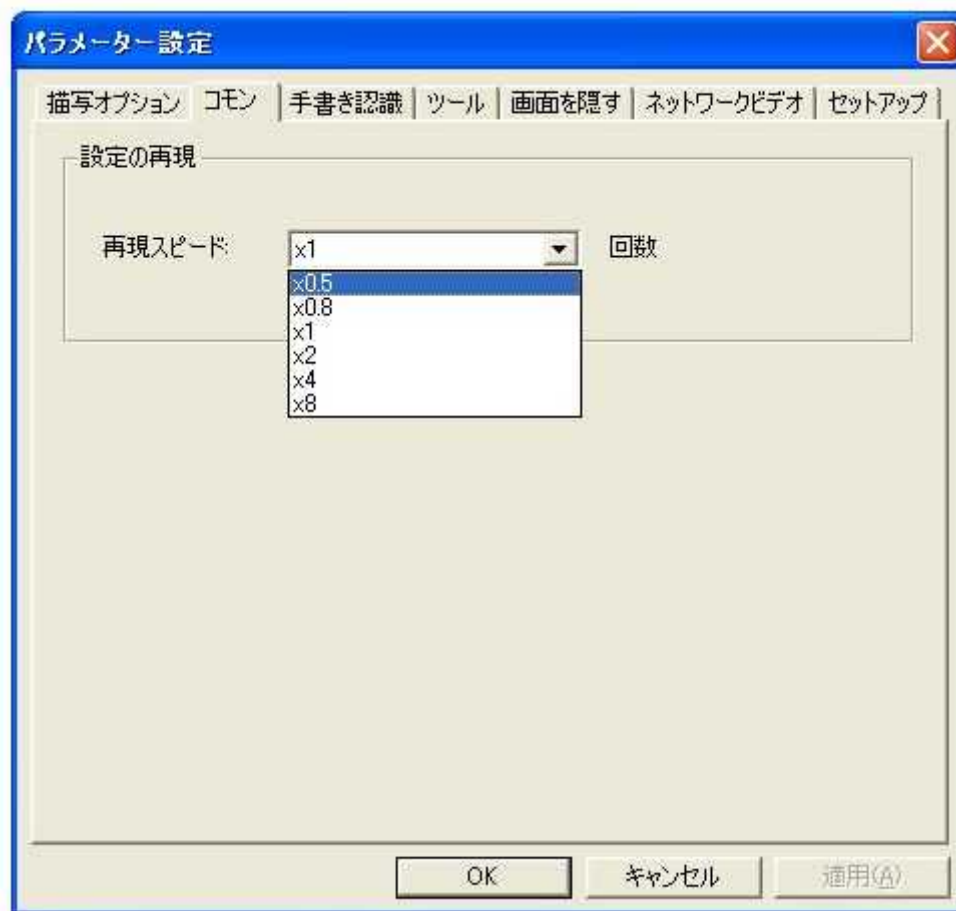 パラメーター設定
描写オプション コモン 手書き認識 ツール 画面を隠す ネットワークビデオ セットアップ
設定の再現
再現スピード: x1 回数
x0.5
x0.8
x1
x2
x4
x8
OK キャンセル 適用(A)